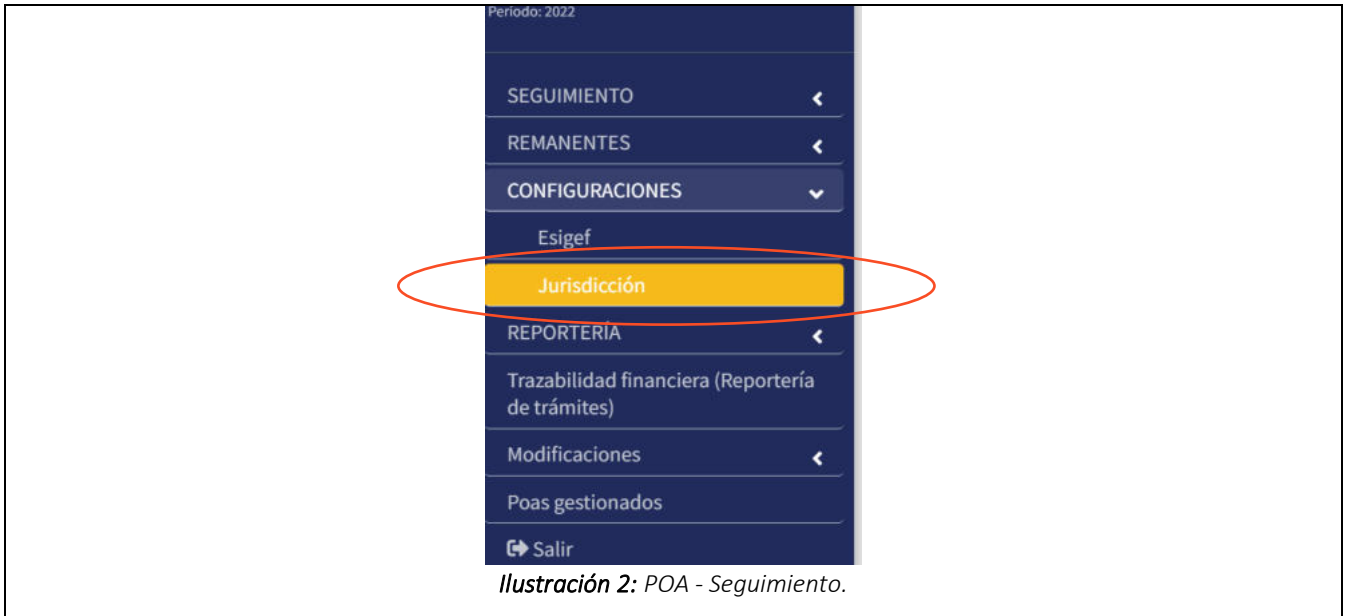 Periodo: 2022
SEGUIMIENTO
REMANENTES
CONFIGURACIONES
Esigef
Jurisdicción
REPORTERÍA
Trazabilidad financiera (Reportería
de trámites)
Modificaciones
Poas gestionados
Salir
Ilustración 2: POA - Seguimiento.